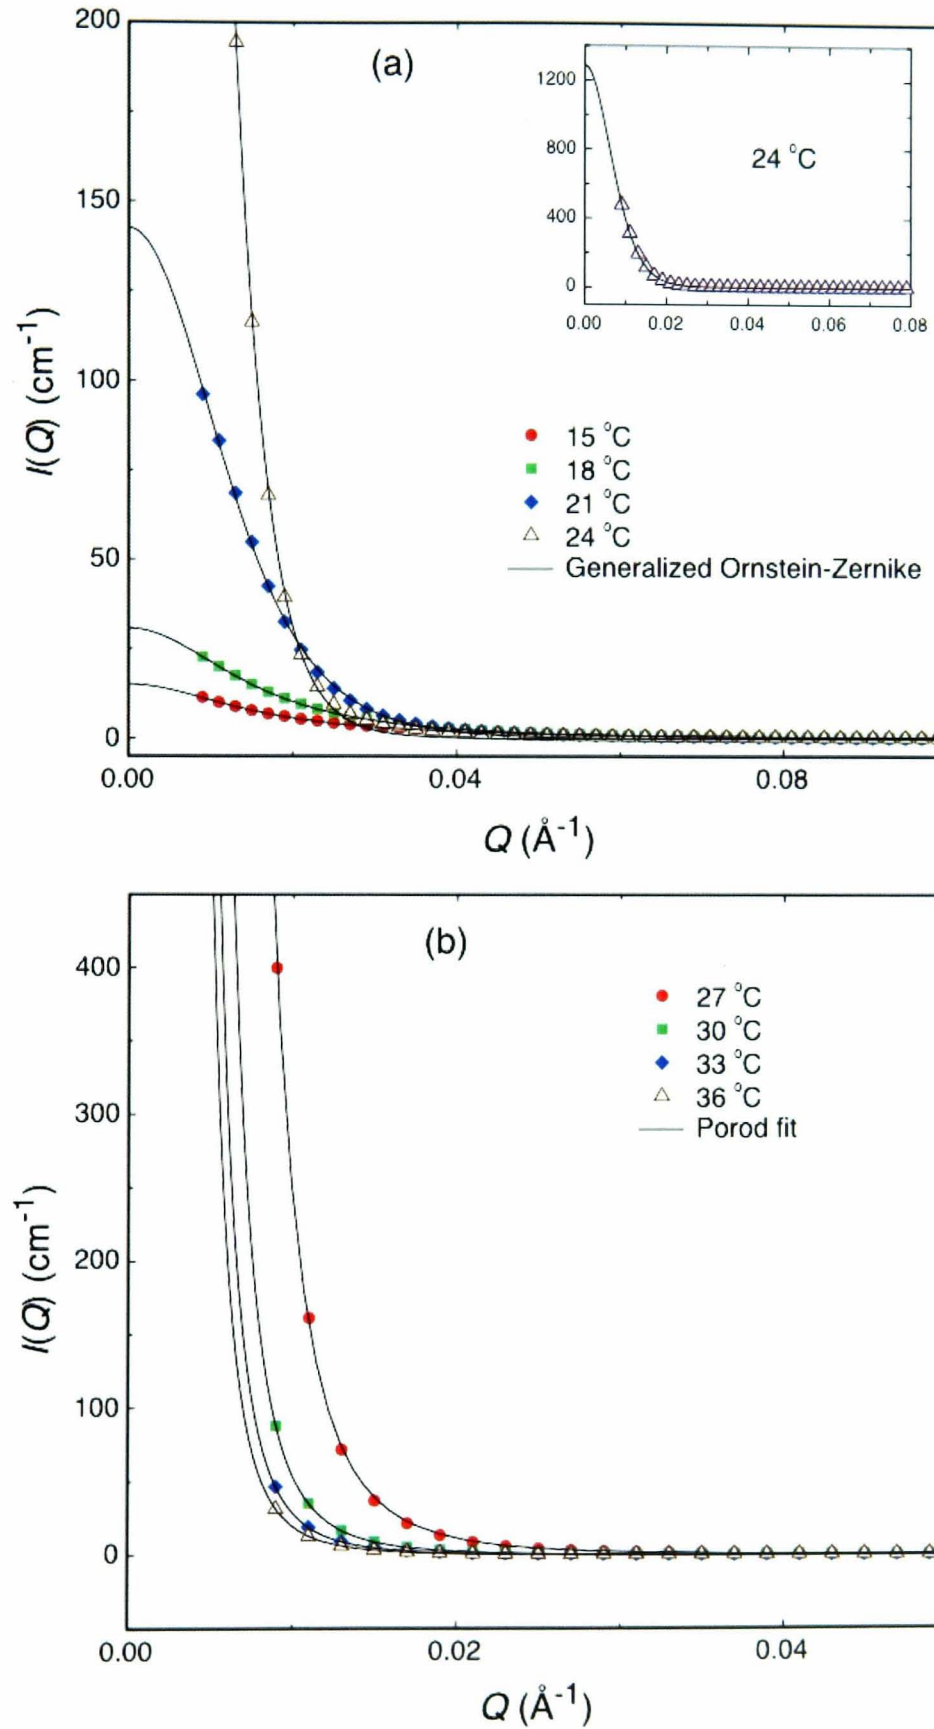 200
(a)
150
100
50
0
I(Q) (cm⁻¹)
0.00
0.04
0.08
Q (Å⁻¹)
1200
800
400
0
24 °C
0.00
0.02
0.04
0.06
0.08
15 °C
18 °C
21 °C
24 °C
Generalized Ornstein-Zernike
(b)
400
300
200
100
0
I(Q) (cm⁻¹)
27 °C
30 °C
33 °C
36 °C
Porod fit
0.00
0.02
0.04
Q (Å⁻¹)